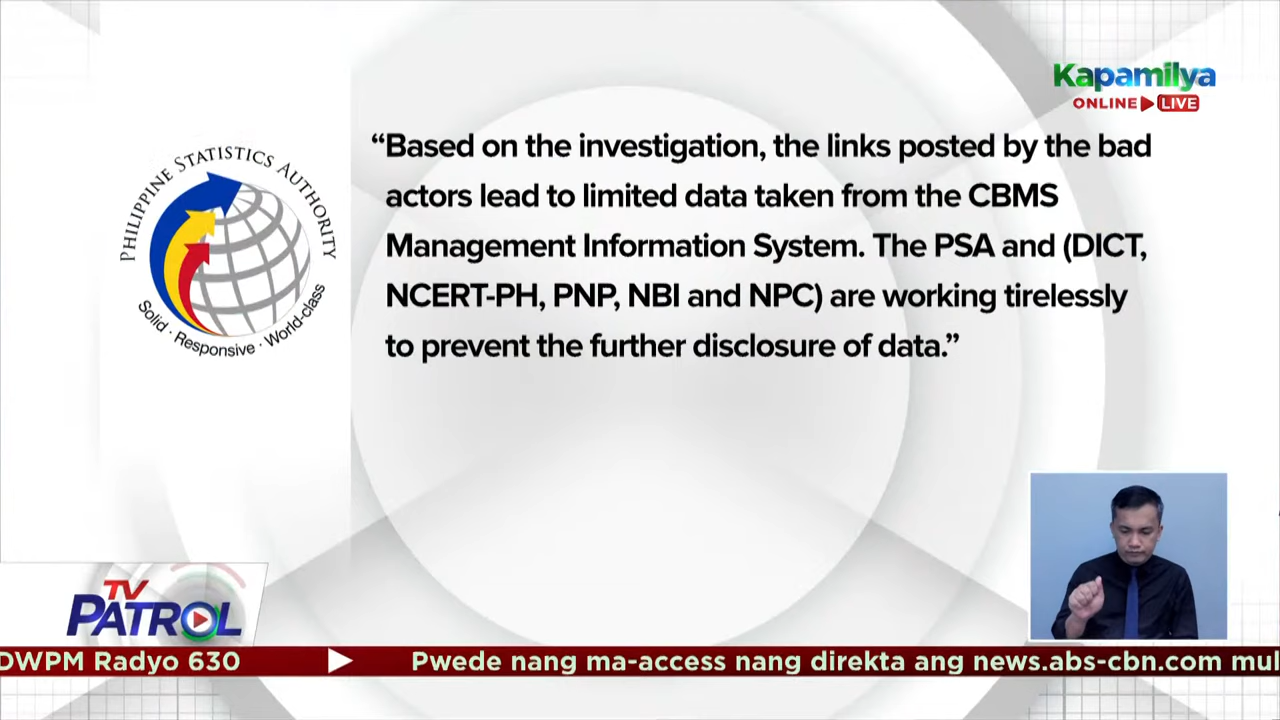 Kapamilya
ONLINE LIVE
“Based on the investigation, the links posted by the bad
actors lead to limited data taken from the CBMS
Management Information System. The PSA and (DICT,
NCERT-PH, PNP, NBI and NPC) are working tirelessly
to prevent the further disclosure of data.”
PHILIPPINE STATISTICS AUTHORITY
Solid · Responsive · World-class
TV
PATROL
DWPM Radyo 630 Pwede nang ma-access nang direkta ang news.abs-cbn.com mul